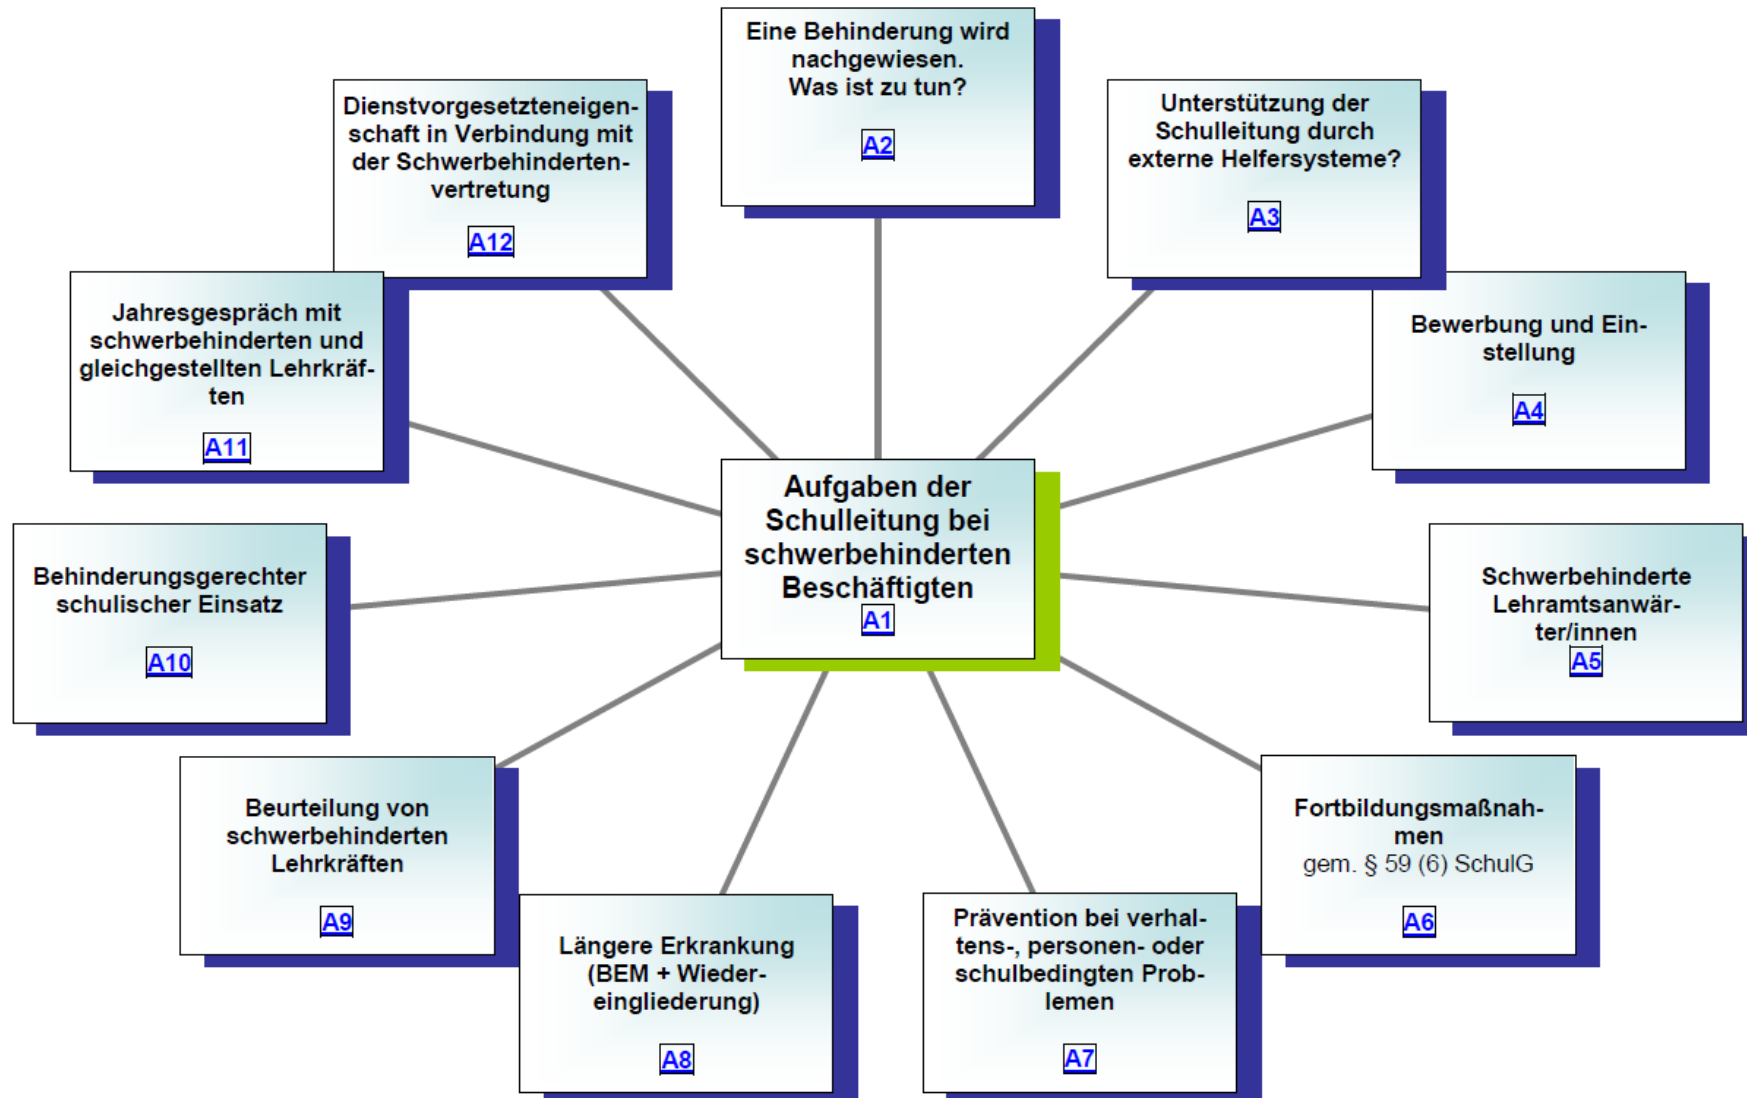 Eine Behinderung wird
nachgewiesen.
Was ist zu tun?
A2
Dienstvorgesetzteneigen-
schaft in Verbindung mit
der Schwerbehinderten-
vertretung
A12
Unterstützung der
Schulleitung durch
externe Helfersysteme?
A3
Jahresgespräch mit
schwerbehinderten und
gleichgestellten Lehrkräf-
ten
A11
Bewerbung und Ein-
stellung
A4
Aufgaben der
Schulleitung bei
schwerbehinderten
Beschäftigten
A1
Behinderungsgerechter
schulischer Einsatz
A10
Schwerbehinderte
Lehramtsanwär-
ter/innen
A5
Beurteilung von
schwerbehinderten
Lehrkräften
A9
Fortbildungsmaßnah-
men
gem. § 59 (6) SchulG
A6
Längere Erkrankung
(BEM + Wieder-
eingliederung)
A8
Prävention bei verhal-
tens-, personen- oder
schulbedingten Prob-
lemen
A7